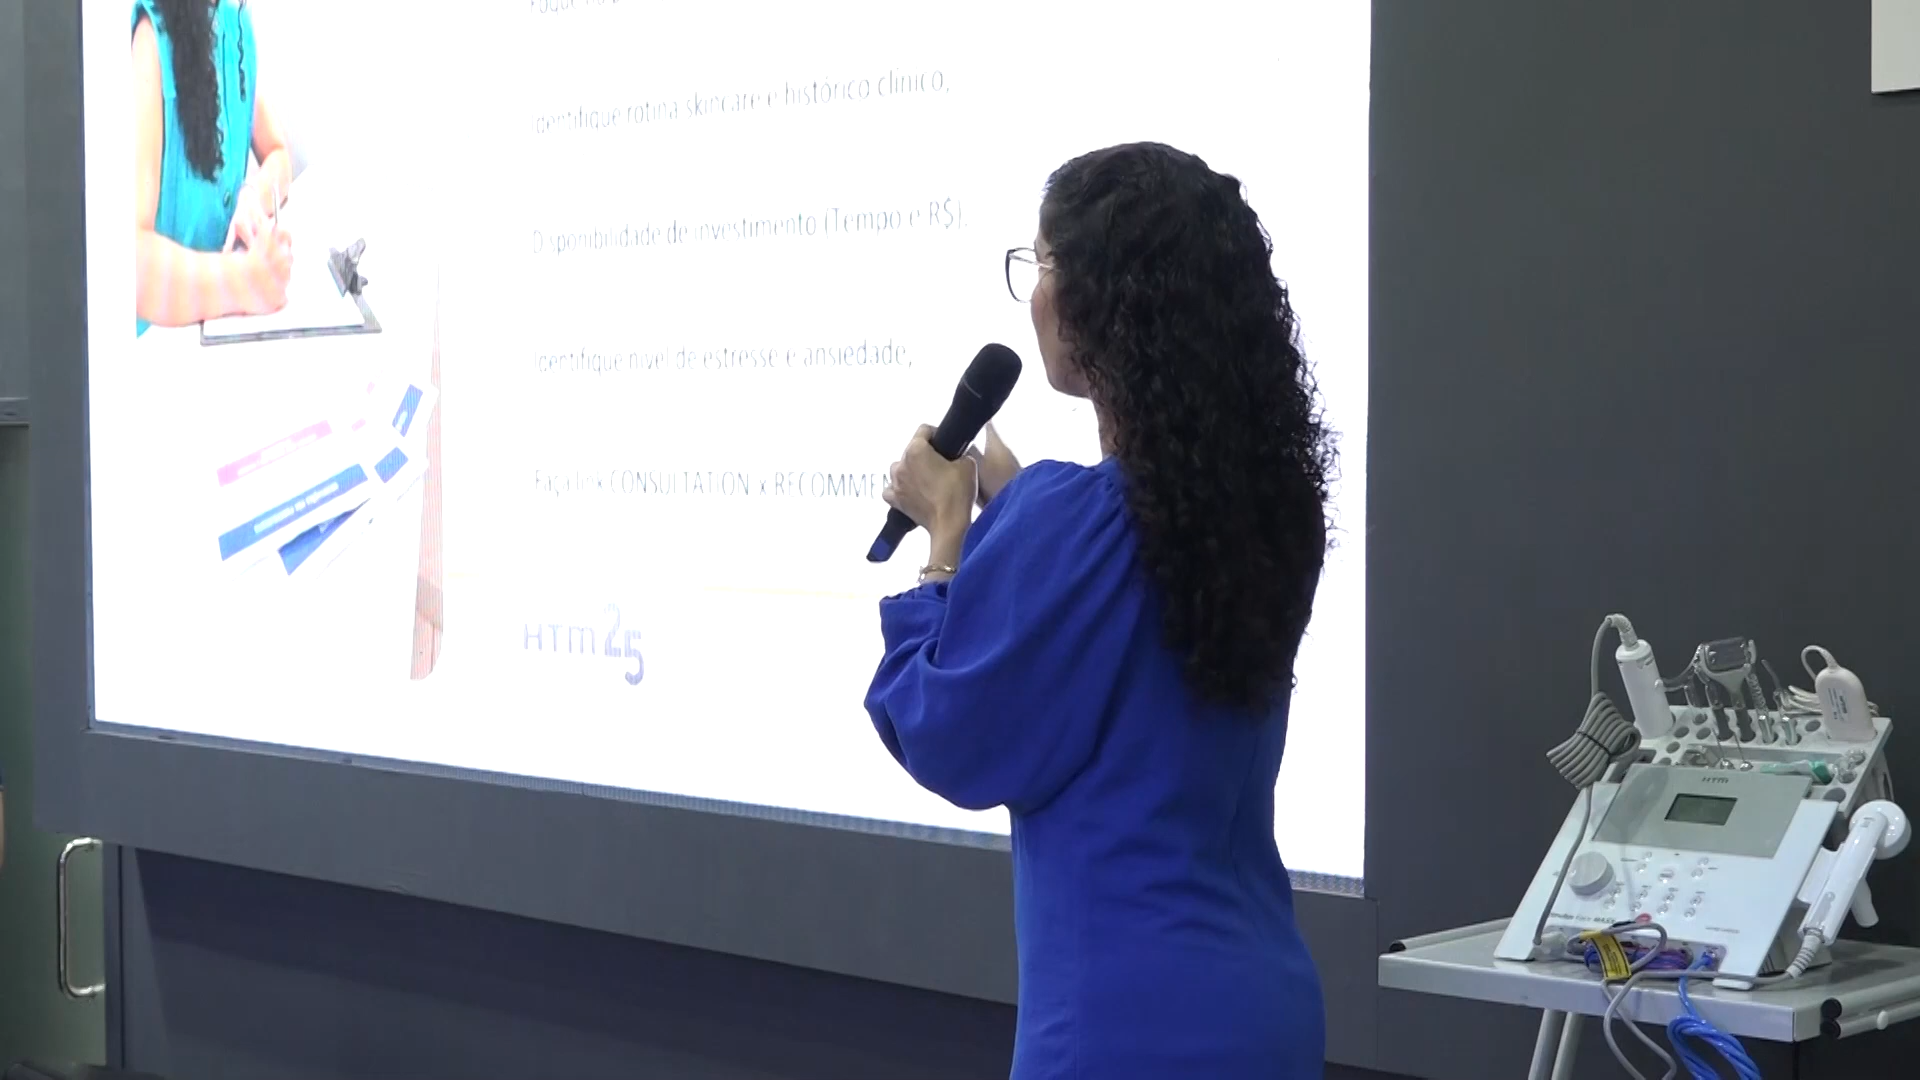 Identifique rotina skincare e histórico clínico,
Disponibilidade de investimento (Tempo e R$).
Identifique nível de estresse e ansiedade,
Faça link CONSULTATION x RECOMMEN
HTM 25
HTM